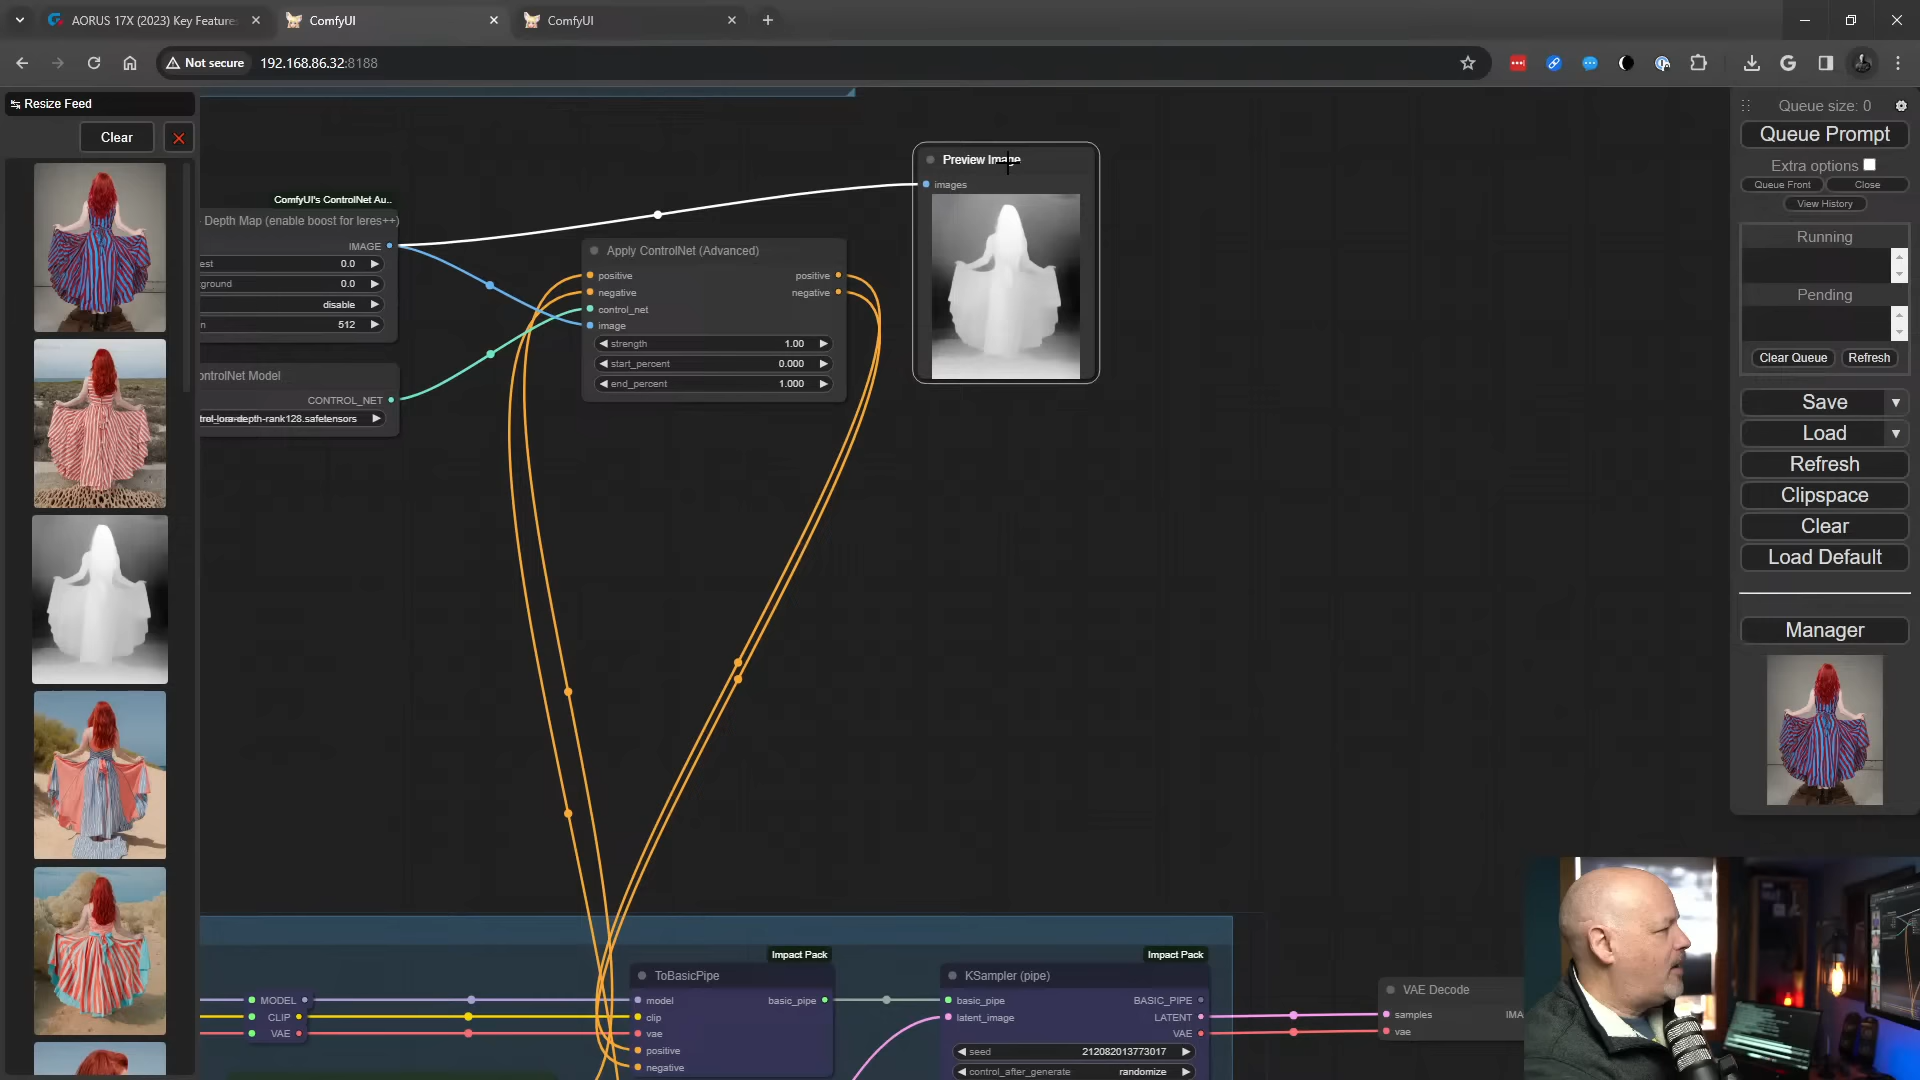 AORUS 17X (2023) Key Feature
ComfyUI
ComfyUI
Not secure
192.168.86.32:8188
Resize Feed
Clear
ComfyUI's ControlNet Au..
Depth Map (enable boost for leres++)
IMAGE
est 0.0
ground 0.0
disable
n 512
ontrolNet Model
CONTROL_NET
trol_lora-depth-rank128.safetensors
Apply ControlNet (Advanced)
positive positive
negative negative
control_net
image
strength 1.00
start_percent 0.000
end_percent 1.000
Preview Image
images
Queue size: 0
Queue Prompt
Extra options
Queue Front Close
View History
Running
Pending
Clear Queue Refresh
Save
Load
Refresh
Clipspace
Clear
Load Default
Manager
MODEL
CLIP
VAE
Impact Pack
ToBasicPipe
model basic_pipe
clip
vae
positive
negative
Impact Pack
KSampler (pipe)
basic_pipe BASIC_PIPE
latent_image LATENT
VAE
seed 212082013773017
control_after_generate randomize
VAE Decode
samples IMA
vae